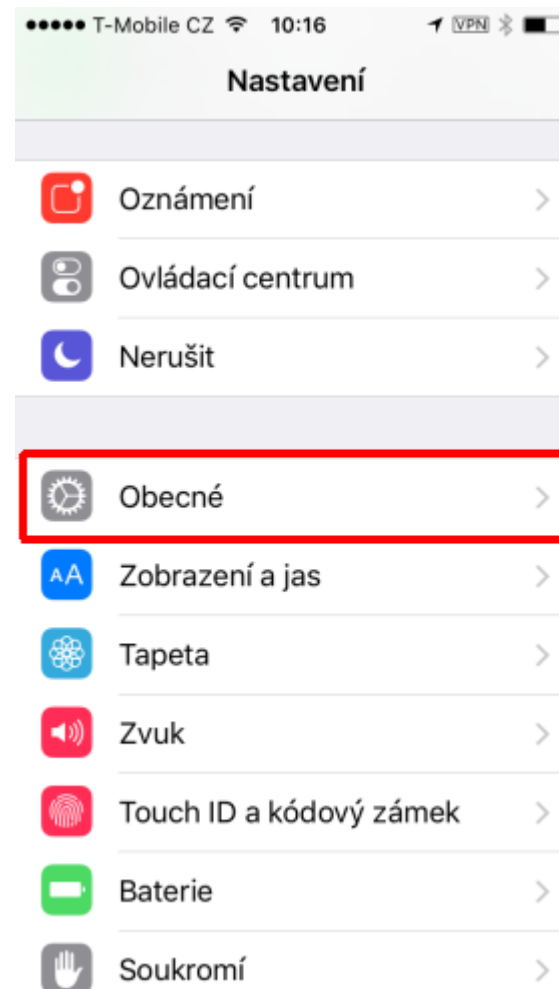 T-Mobile CZ 10:16 VPN
Nastavení
Oznámení
Ovládací centrum
Nerušit
Obecné
AA Zobrazení a jas
Tapeta
Zvuk
Touch ID a kódový zámek
Baterie
Soukromí